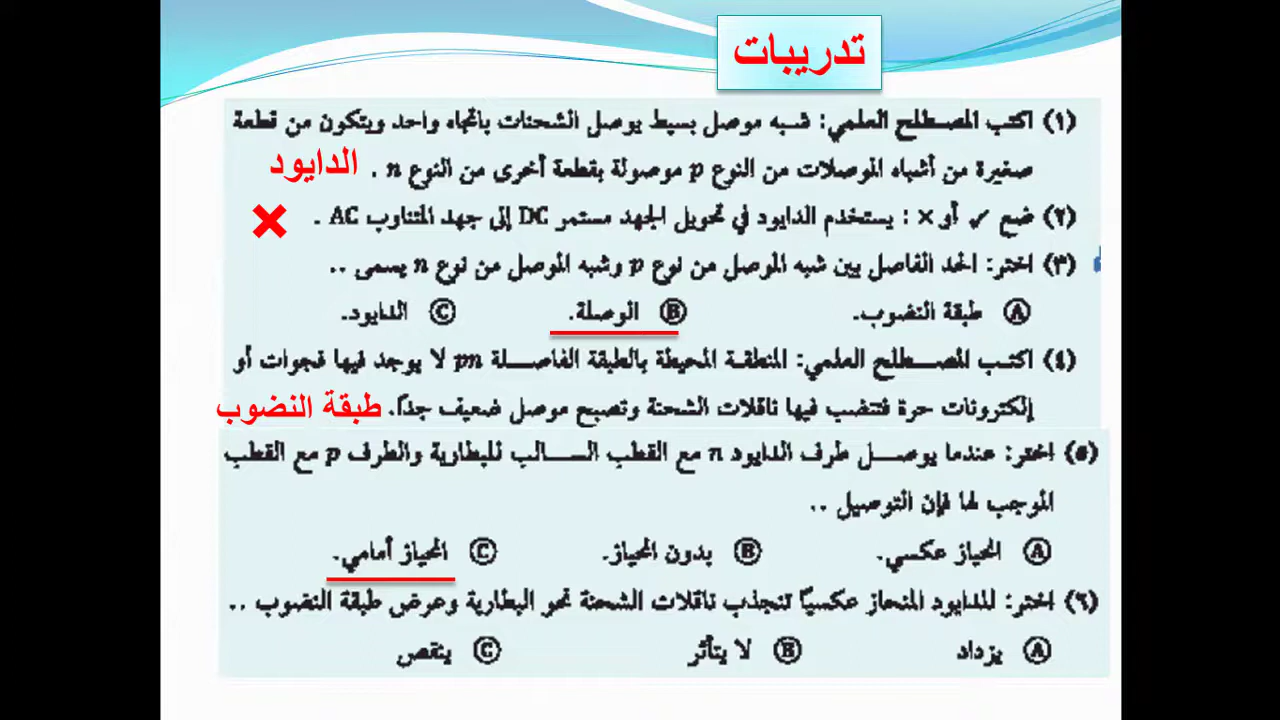 تدريبات
(١) اكتب المصطلح العلمي: شبه موصل بسيط يوصل الشحنات باتجاه واحد ويتكون من قطعة
صغيرة من أشباه الموصلات من النوع p موصولة بقطعة أخرى من النوع n . الدايود
(٢) ضع ✓ أو × : يستخدم الدايود في تحويل الجهد مستمر DC إلى جهد المتناوب AC . ×
(٣) اختر: الحد الفاصل بين شبه الموصل من نوع p وشبه الموصل من نوع n يسمى ..
Ⓐ طبقة النضوب. Ⓑ الوصلة. Ⓒ الدايود.
(٤) اكتب المصطلح العلمي: المنطقة المحيطة بالطبقة الفاصلة pn لا يوجد فيها فجوات أو
إلكترونات حرة فتنضب فيها ناقلات الشحنة وتصبح موصل ضعيف جدًا. طبقة النضوب
(٥) اختر: عندما يوصل طرف الدايود n مع القطب السالب للبطارية والطرف p مع القطب
الموجب لها فإن التوصيل ..
Ⓐ انحياز عكسي. Ⓑ بدون انحياز. Ⓒ انحياز أمامي.
(٦) اختر: للدايود المنحاز عكسيًا تنجذب ناقلات الشحنة نحو البطارية وعرض طبقة النضوب ..
Ⓐ يزداد Ⓑ لا يتأثر Ⓒ ينقص